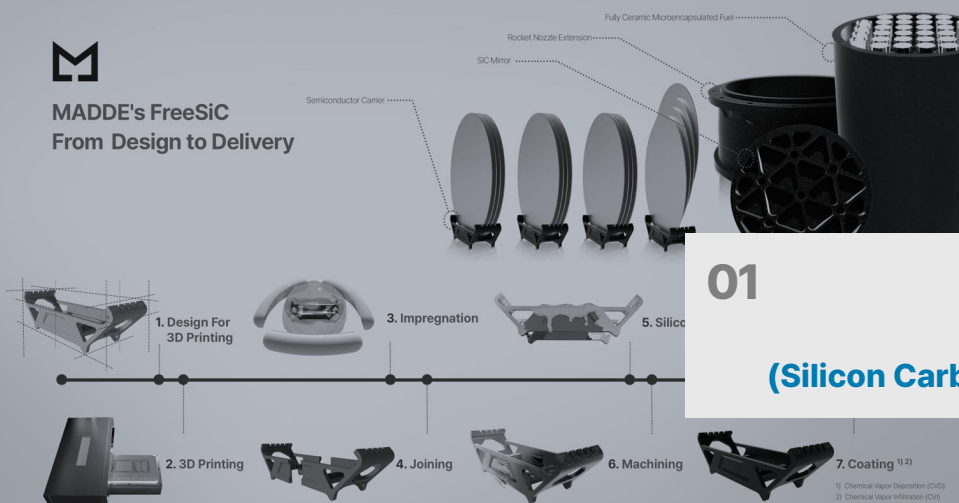 Fully Ceramic Microencapsulated Fuel
Rocket Nozzle Extension
SiC Mirror
Semiconductor Carrier
MADDE's FreeSiC
From Design to Delivery
01
(Silicon Carb
1. Design For
3D Printing
3. Impregnation
5. Silico
2. 3D Printing
4. Joining
6. Machining
7. Coating 1) 2)
1) Chemical Vapor Deposition (CVD)
2) Chemical Vapor Infiltration (CVI)